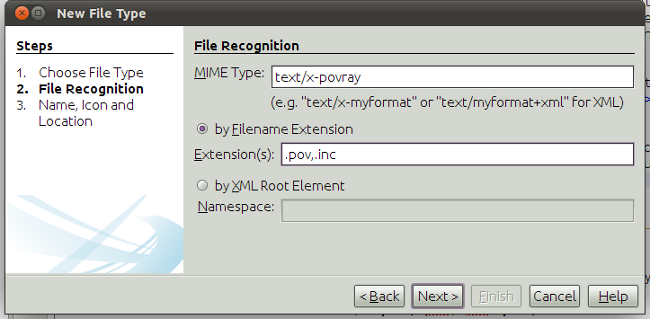 New File Type
Steps
1. Choose File Type
2. File Recognition
3. Name, Icon and
Location
File Recognition
MIME Type: text/x-povray
(e.g. "text/x-myformat" or "text/myformat+xml" for XML)
by Filename Extension
Extension(s): .pov,.inc
by XML Root Element
Namespace:
< Back Next > Finish Cancel Help